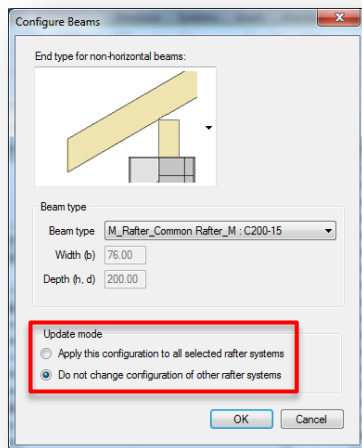 Configure Beams
End type for non-horizontal beams:
Beam type
Beam type M_Rafter_Common Rafter_M : C200-15
Width (b) 76.00
Depth (h, d) 200.00
Update mode
Apply this configuration to all selected rafter systems
Do not change configuration of other rafter systems
OK Cancel